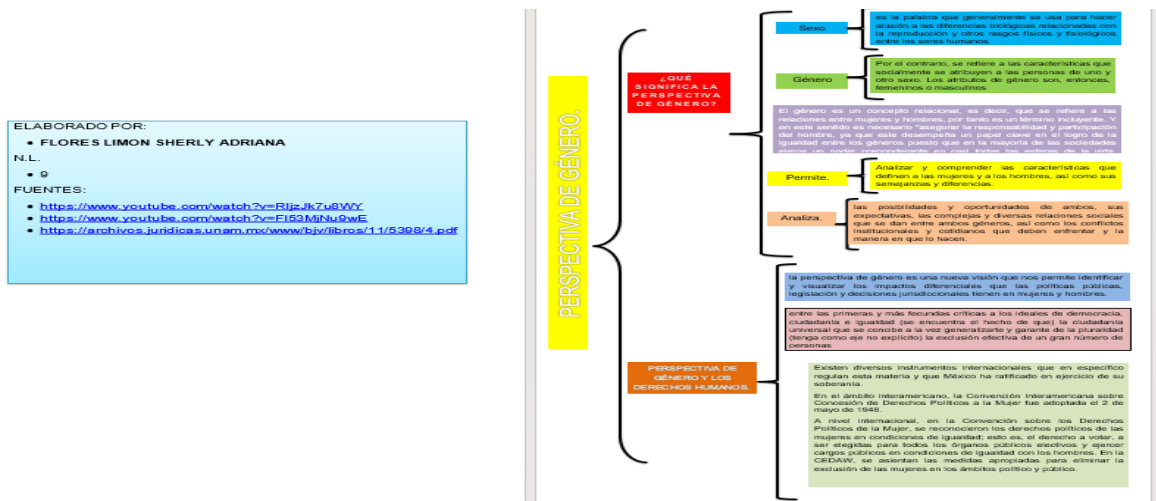 ELABORADO POR:
• FLORES LIMON SHERLY ADRIANA
N.L.
• 9
FUENTES:
• https://www.youtube.com/watch?v=RljzJk7u8WY
• https://www.youtube.com/watch?v=FI53MjNu9wE
• https://archivos.juridicas.unam.mx/www/bjv/libros/11/5398/4.pdf
PERSPECTIVA DE GÉNERO.
¿QUÉ
SIGNIFICA LA
PERSPECTIVA
DE GÉNERO?
Sexo
es la palabra que generalmente se usa para hacer
alusión a las diferencias biológicas relacionadas con
la reproducción y otros rasgos físicos y fisiológicos
entre los seres humanos.
Género
Por el contrario, se refiere a las características que
socialmente se atribuyen a las personas de uno y
otro sexo. Los atributos de género son, entonces,
femeninos o masculinos
El género es un concepto relacional, es decir, que se refiere a las
relaciones entre mujeres y hombres, por tanto es un término incluyente. Y
en este sentido es necesario "asegurar la responsabilidad y participación
del hombre, ya que este desempeña un papel clave en el logro de la
igualdad entre los géneros puesto que en la mayoría de las sociedades
ejerce un poder preponderante en casi todas las esferas de la vida.
Permite.
Analizar y comprender las características que
definen a las mujeres y a los hombres, así como sus
semejanzas y diferencias.
Analiza.
las posibilidades y oportunidades de ambos, sus
expectativas, las complejas y diversas relaciones sociales
que se dan entre ambos géneros, así como los conflictos
institucionales y cotidianos que deben enfrentar y la
manera en que lo hacen.
PERSPECTIVA DE
GÉNERO Y LOS
DERECHOS HUMANOS.
la perspectiva de género es una nueva visión que nos permite identificar
y visualizar los impactos diferenciales que las políticas públicas,
legislación y decisiones jurisdiccionales tienen en mujeres y hombres.
entre las primeras y más fecundas críticas a los ideales de democracia,
ciudadanía e igualdad (se encuentra el hecho de que) la ciudadanía
universal que se concibe a la vez generalizante y garante de la pluralidad
(tenga como eje no explícito) la exclusión efectiva de un gran número de
personas
Existen diversos instrumentos internacionales que en específico
regulan esta materia y que México ha ratificado en ejercicio de su
soberanía.
En el ámbito interamericano, la Convención Interamericana sobre
Concesión de Derechos Políticos a la Mujer fue adoptada el 2 de
mayo de 1948.
A nivel internacional, en la Convención sobre los Derechos
Políticos de la Mujer, se reconocieron los derechos políticos de las
mujeres en condiciones de igualdad; esto es, el derecho a votar, a
ser elegidas para todos los órganos públicos electivos y ejercer
cargos públicos en condiciones de igualdad con los hombres. En la
CEDAW, se asientan las medidas apropiadas para eliminar la
exclusión de las mujeres en los ámbitos político y público.